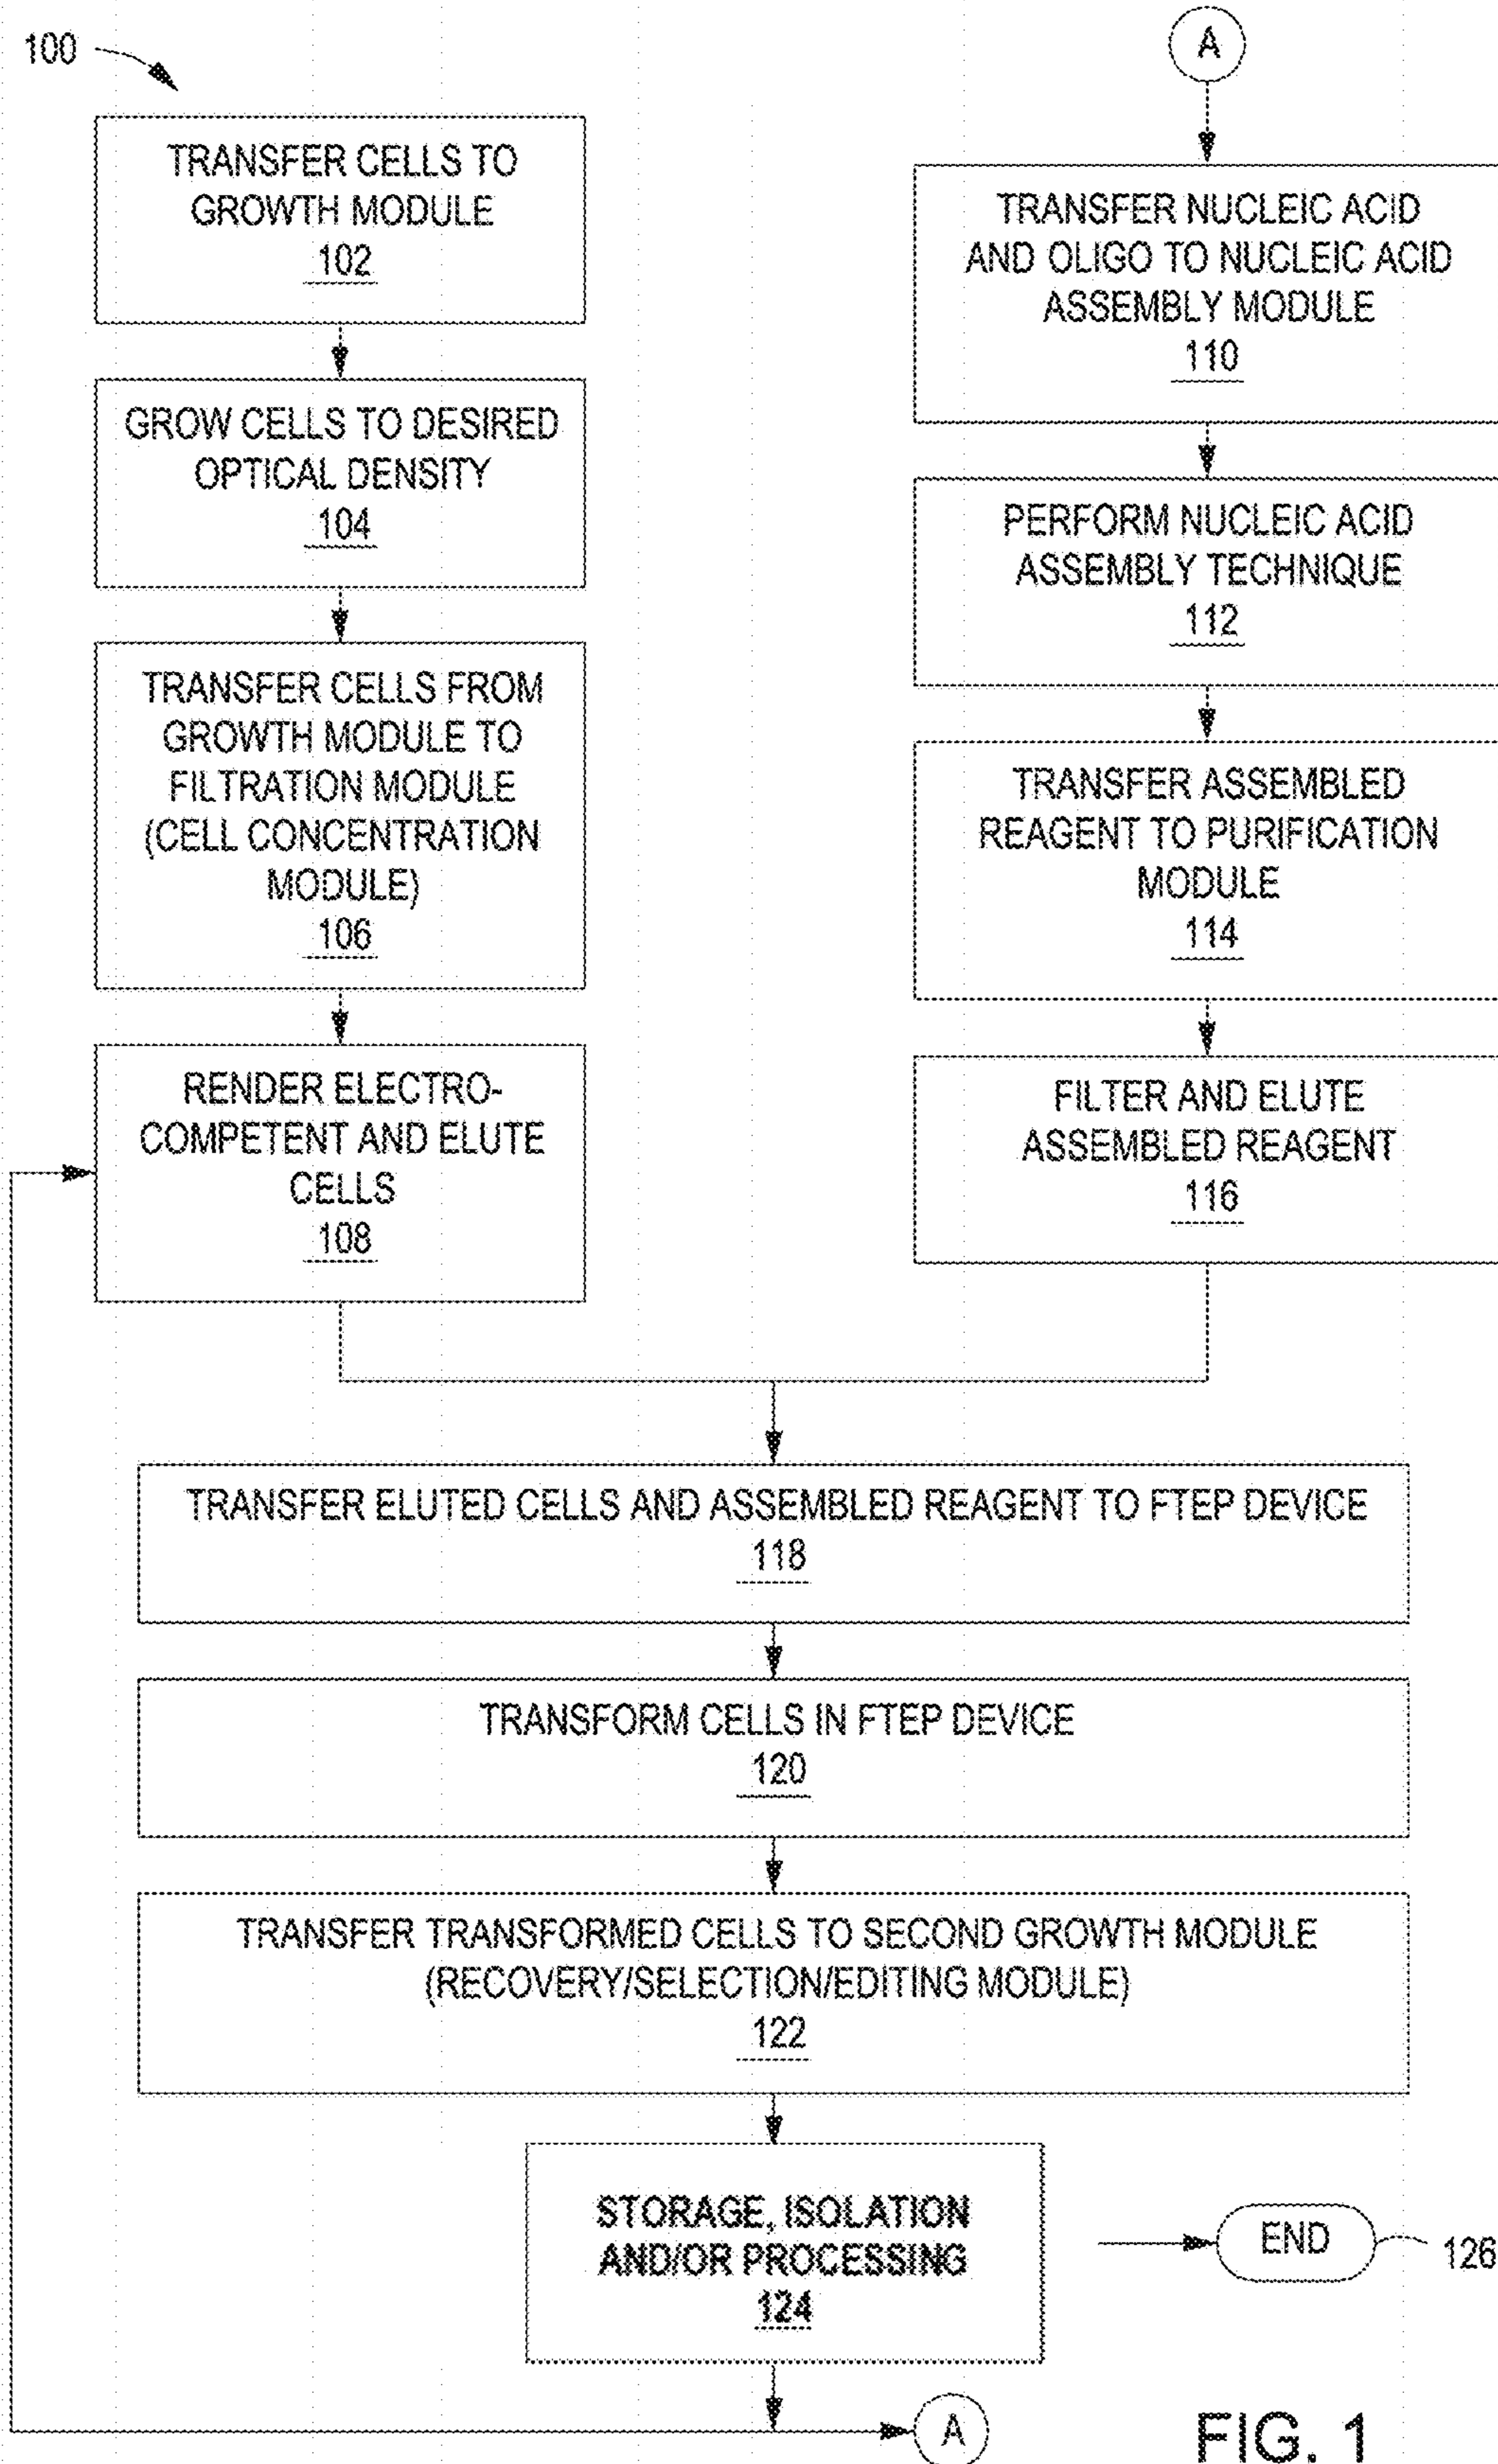 100
TRANSFER CELLS TO
GROWTH MODULE
102
GROW CELLS TO DESIRED
OPTICAL DENSITY
104
TRANSFER CELLS FROM
GROWTH MODULE TO
FILTRATION MODULE
(CELL CONCENTRATION
MODULE)
106
RENDER ELECTRO-
COMPETENT AND ELUTE
CELLS
108
A
TRANSFER NUCLEIC ACID
AND OLIGO TO NUCLEIC ACID
ASSEMBLY MODULE
110
PERFORM NUCLEIC ACID
ASSEMBLY TECHNIQUE
112
TRANSFER ASSEMBLED
REAGENT TO PURIFICATION
MODULE
114
FILTER AND ELUTE
ASSEMBLED REAGENT
116
TRANSFER ELUTED CELLS AND ASSEMBLED REAGENT TO FTEP DEVICE
118
TRANSFORM CELLS IN FTEP DEVICE
120
TRANSFER TRANSFORMED CELLS TO SECOND GROWTH MODULE
(RECOVERY/SELECTION/EDITING MODULE)
122
STORAGE, ISOLATION
AND/OR PROCESSING
124
END
126
A
FIG. 1